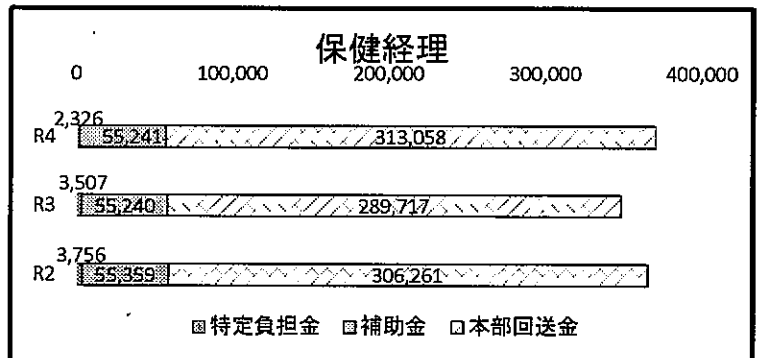 保健経理
0 100,000 200,000 300,000 400,000
2,326
R4 55,241 313,058
3,507
R3 55,240 289,717
3,756
R2 55,359 306,261
特定負担金 補助金 本部回送金